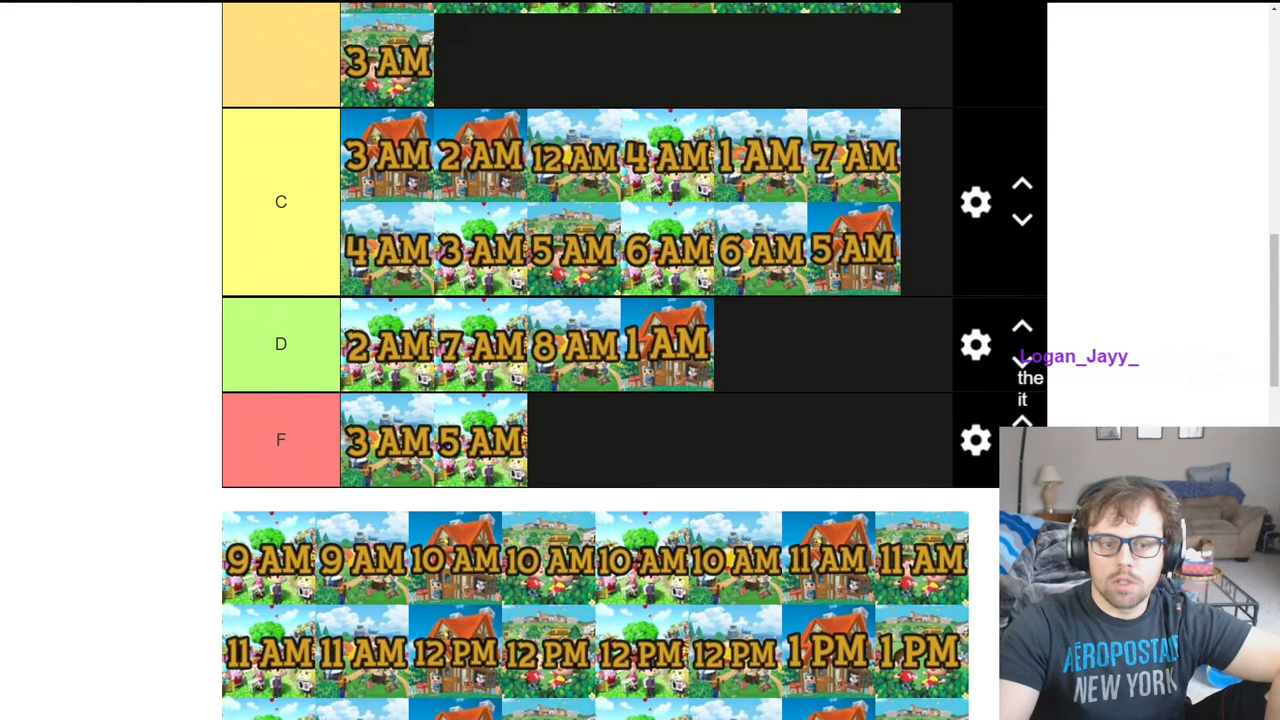 3 AM
C
3 AM 2 AM 12 AM 4 AM 1 AM 7 AM
4 AM 3 AM 5 AM 6 AM 6 AM 5 AM
D
2 AM 7 AM 8 AM 1 AM
Logan_Jayy_
the
it
F
3 AM 5 AM
9 AM 9 AM 10 AM 10 AM 10 AM 10 AM 11 AM 11 AM
11 AM 11 AM 12 PM 12 PM 12 PM 12 PM 1 PM 1 PM
AÉROPOSTALE
NEW YORK